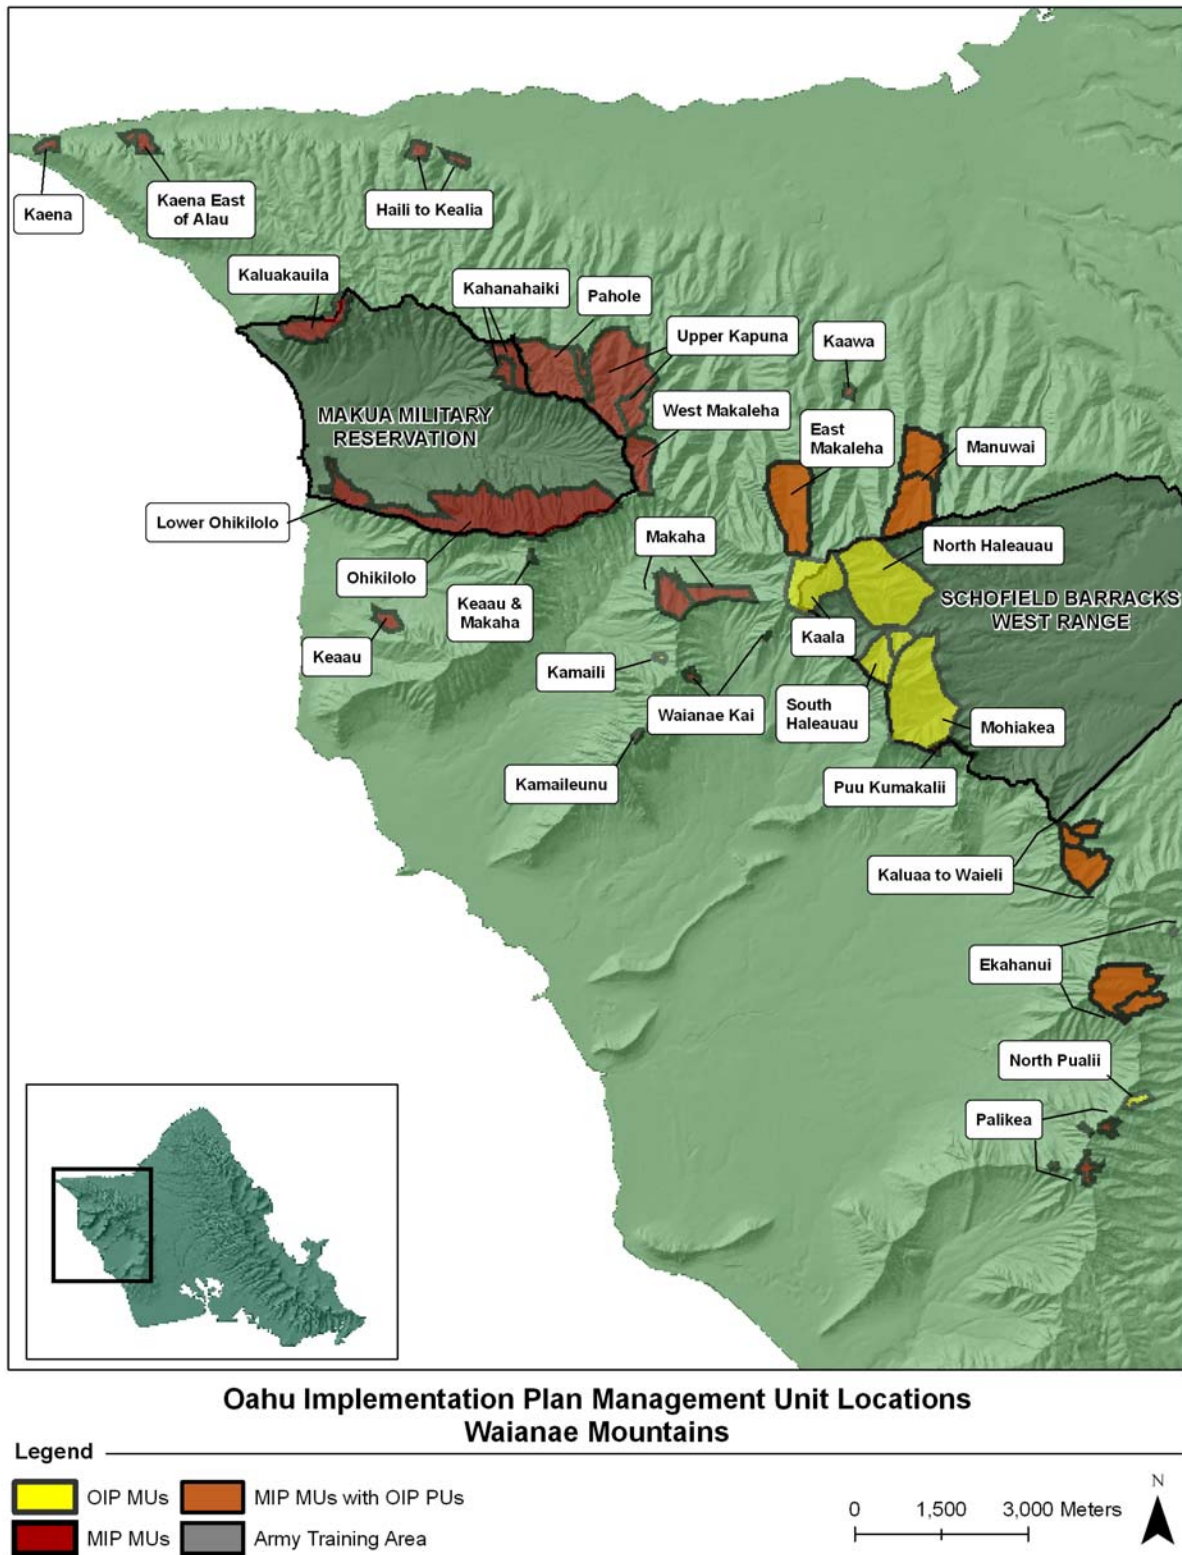 Kaena
Kaena East
of Alau
Haili to Kealia
Kaluakauila
Kahanahaiki
Pahole
Upper Kapuna
Kaawa
West Makaleha
East
Makaleha
Manuwai
MAKUA MILITARY
RESERVATION
Lower Ohikilolo
Makaha
North Haleauau
Ohikilolo
Keaau &
Makaha
SCHOFIELD BARRACKS
WEST RANGE
Keaau
Kaala
Kamaili
Waianae Kai
South
Haleauau
Mohiakea
Kamaileunu
Puu Kumakalii
Kaluaa to Waieli
Ekahanui
North Pualii
Palikea
Oahu Implementation Plan Management Unit Locations
Waianae Mountains
Legend
OIP MUs
MIP MUs with OIP PUs
MIP MUs
Army Training Area
0 1,500 3,000 Meters
N